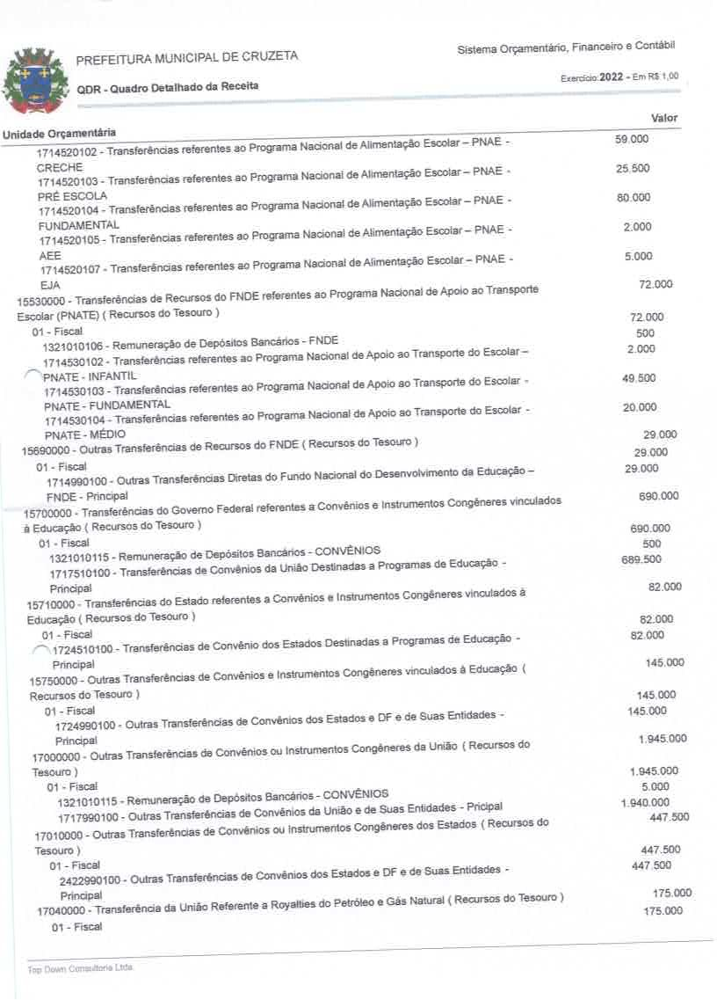 PREFEITURA MUNICIPAL DE CRUZETA
Sistema Orçamentário, Financeiro e Contábil
QDR - Quadro Detalhado da Receita
Exercício:2022 - Em R$ 1,00
Unidade Orçamentária Valor
1714520102 - Transferências referentes ao Programa Nacional de Alimentação Escolar – PNAE - 59.000
CRECHE
1714520103 - Transferências referentes ao Programa Nacional de Alimentação Escolar – PNAE - 25.500
PRÉ ESCOLA
1714520104 - Transferências referentes ao Programa Nacional de Alimentação Escolar – PNAE - 80.000
FUNDAMENTAL
1714520105 - Transferências referentes ao Programa Nacional de Alimentação Escolar – PNAE - 2.000
AEE
1714520107 - Transferências referentes ao Programa Nacional de Alimentação Escolar – PNAE - 5.000
EJA
15530000 - Transferências de Recursos do FNDE referentes ao Programa Nacional de Apoio ao Transporte 72.000
Escolar (PNATE) ( Recursos do Tesouro )
01 - Fiscal 72.000
1321010106 - Remuneração de Depósitos Bancários - FNDE 500
1714530102 - Transferências referentes ao Programa Nacional de Apoio ao Transporte do Escolar – 2.000
PNATE - INFANTIL
1714530103 - Transferências referentes ao Programa Nacional de Apoio ao Transporte do Escolar - 49.500
PNATE - FUNDAMENTAL
1714530104 - Transferências referentes ao Programa Nacional de Apoio ao Transporte do Escolar - 20.000
PNATE - MÉDIO
15690000 - Outras Transferências de Recursos do FNDE ( Recursos do Tesouro ) 29.000
01 - Fiscal 29.000
1714990100 - Outras Transferências Diretas do Fundo Nacional do Desenvolvimento da Educação – 29.000
FNDE - Principal
15700000 - Transferências do Governo Federal referentes a Convênios e Instrumentos Congêneres vinculados 690.000
à Educação ( Recursos do Tesouro )
01 - Fiscal 690.000
1321010115 - Remuneração de Depósitos Bancários - CONVÊNIOS 500
1717510100 - Transferências de Convênios da União Destinadas a Programas de Educação - 689.500
Principal
15710000 - Transferências do Estado referentes a Convênios e Instrumentos Congêneres vinculados à 82.000
Educação ( Recursos do Tesouro )
01 - Fiscal 82.000
1724510100 - Transferências de Convênio dos Estados Destinadas a Programas de Educação - 82.000
Principal
15750000 - Outras Transferências de Convênios e Instrumentos Congêneres vinculados à Educação ( 145.000
Recursos do Tesouro )
01 - Fiscal 145.000
1724990100 - Outras Transferências de Convênios dos Estados e DF e de Suas Entidades - 145.000
Principal
17000000 - Outras Transferências de Convênios ou Instrumentos Congêneres da União ( Recursos do 1.945.000
Tesouro )
01 - Fiscal 1.945.000
1321010115 - Remuneração de Depósitos Bancários - CONVÊNIOS 5.000
1717990100 - Outras Transferências de Convênios da União e de Suas Entidades - Pricipal 1.940.000
17010000 - Outras Transferências de Convênios ou Instrumentos Congêneres dos Estados ( Recursos do 447.500
Tesouro )
01 - Fiscal 447.500
2422990100 - Outras Transferências de Convênios dos Estados e DF e de Suas Entidades - 447.500
Principal
17040000 - Transferência da União Referente a Royalties do Petróleo e Gás Natural ( Recursos do Tesouro ) 175.000
01 - Fiscal 175.000
Top Down Consultoria Ltda.